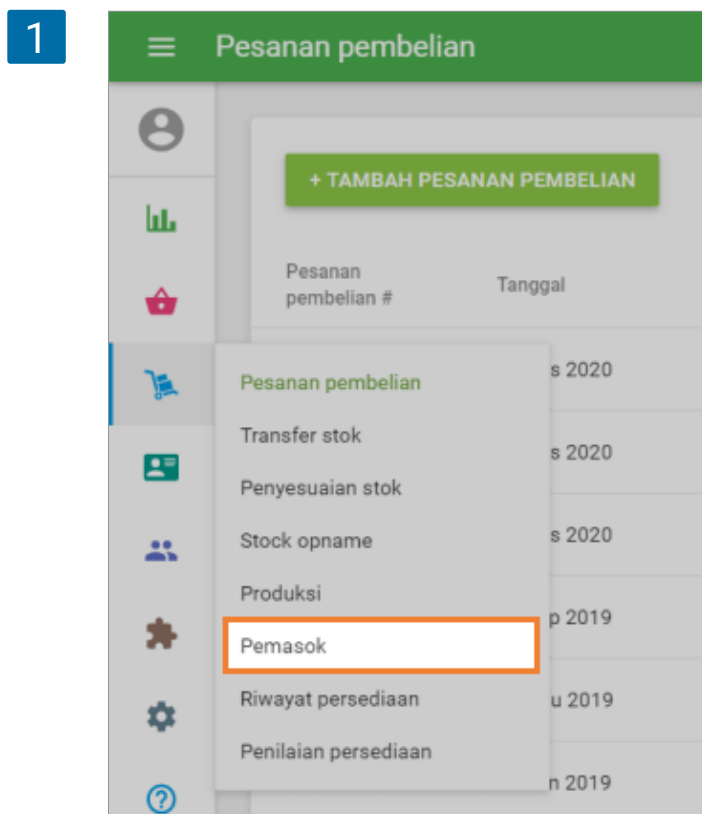 1
Pesanan pembelian
+ TAMBAH PESANAN PEMBELIAN
Pesanan
pembelian #
Tanggal
Pesanan pembelian
s 2020
Transfer stok
s 2020
Penyesuaian stok
Stock opname
s 2020
Produksi
p 2019
Pemasok
Riwayat persediaan
u 2019
Penilaian persediaan
n 2019